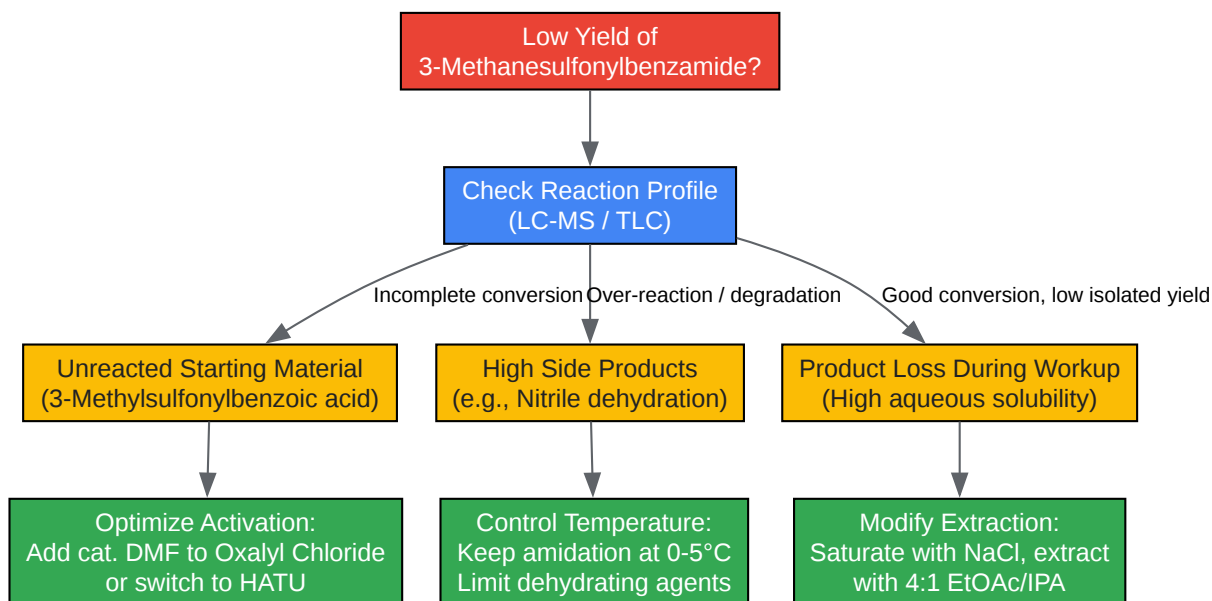 Low Yield of
3-Methanesulfonylbenzamide?
Check Reaction Profile
(LC-MS / TLC)
Incomplete conversion
Over-reaction / degradation
Good conversion, low isolated yield
Unreacted Starting Material
(3-Methylsulfonylbenzoic acid)
High Side Products
(e.g., Nitrile dehydration)
Product Loss During Workup
(High aqueous solubility)
Optimize Activation:
Add cat. DMF to Oxalyl Chloride
or switch to HATU
Control Temperature:
Keep amidation at 0-5°C
Limit dehydrating agents
Modify Extraction:
Saturate with NaCl, extract
with 4:1 EtOAc/IPA